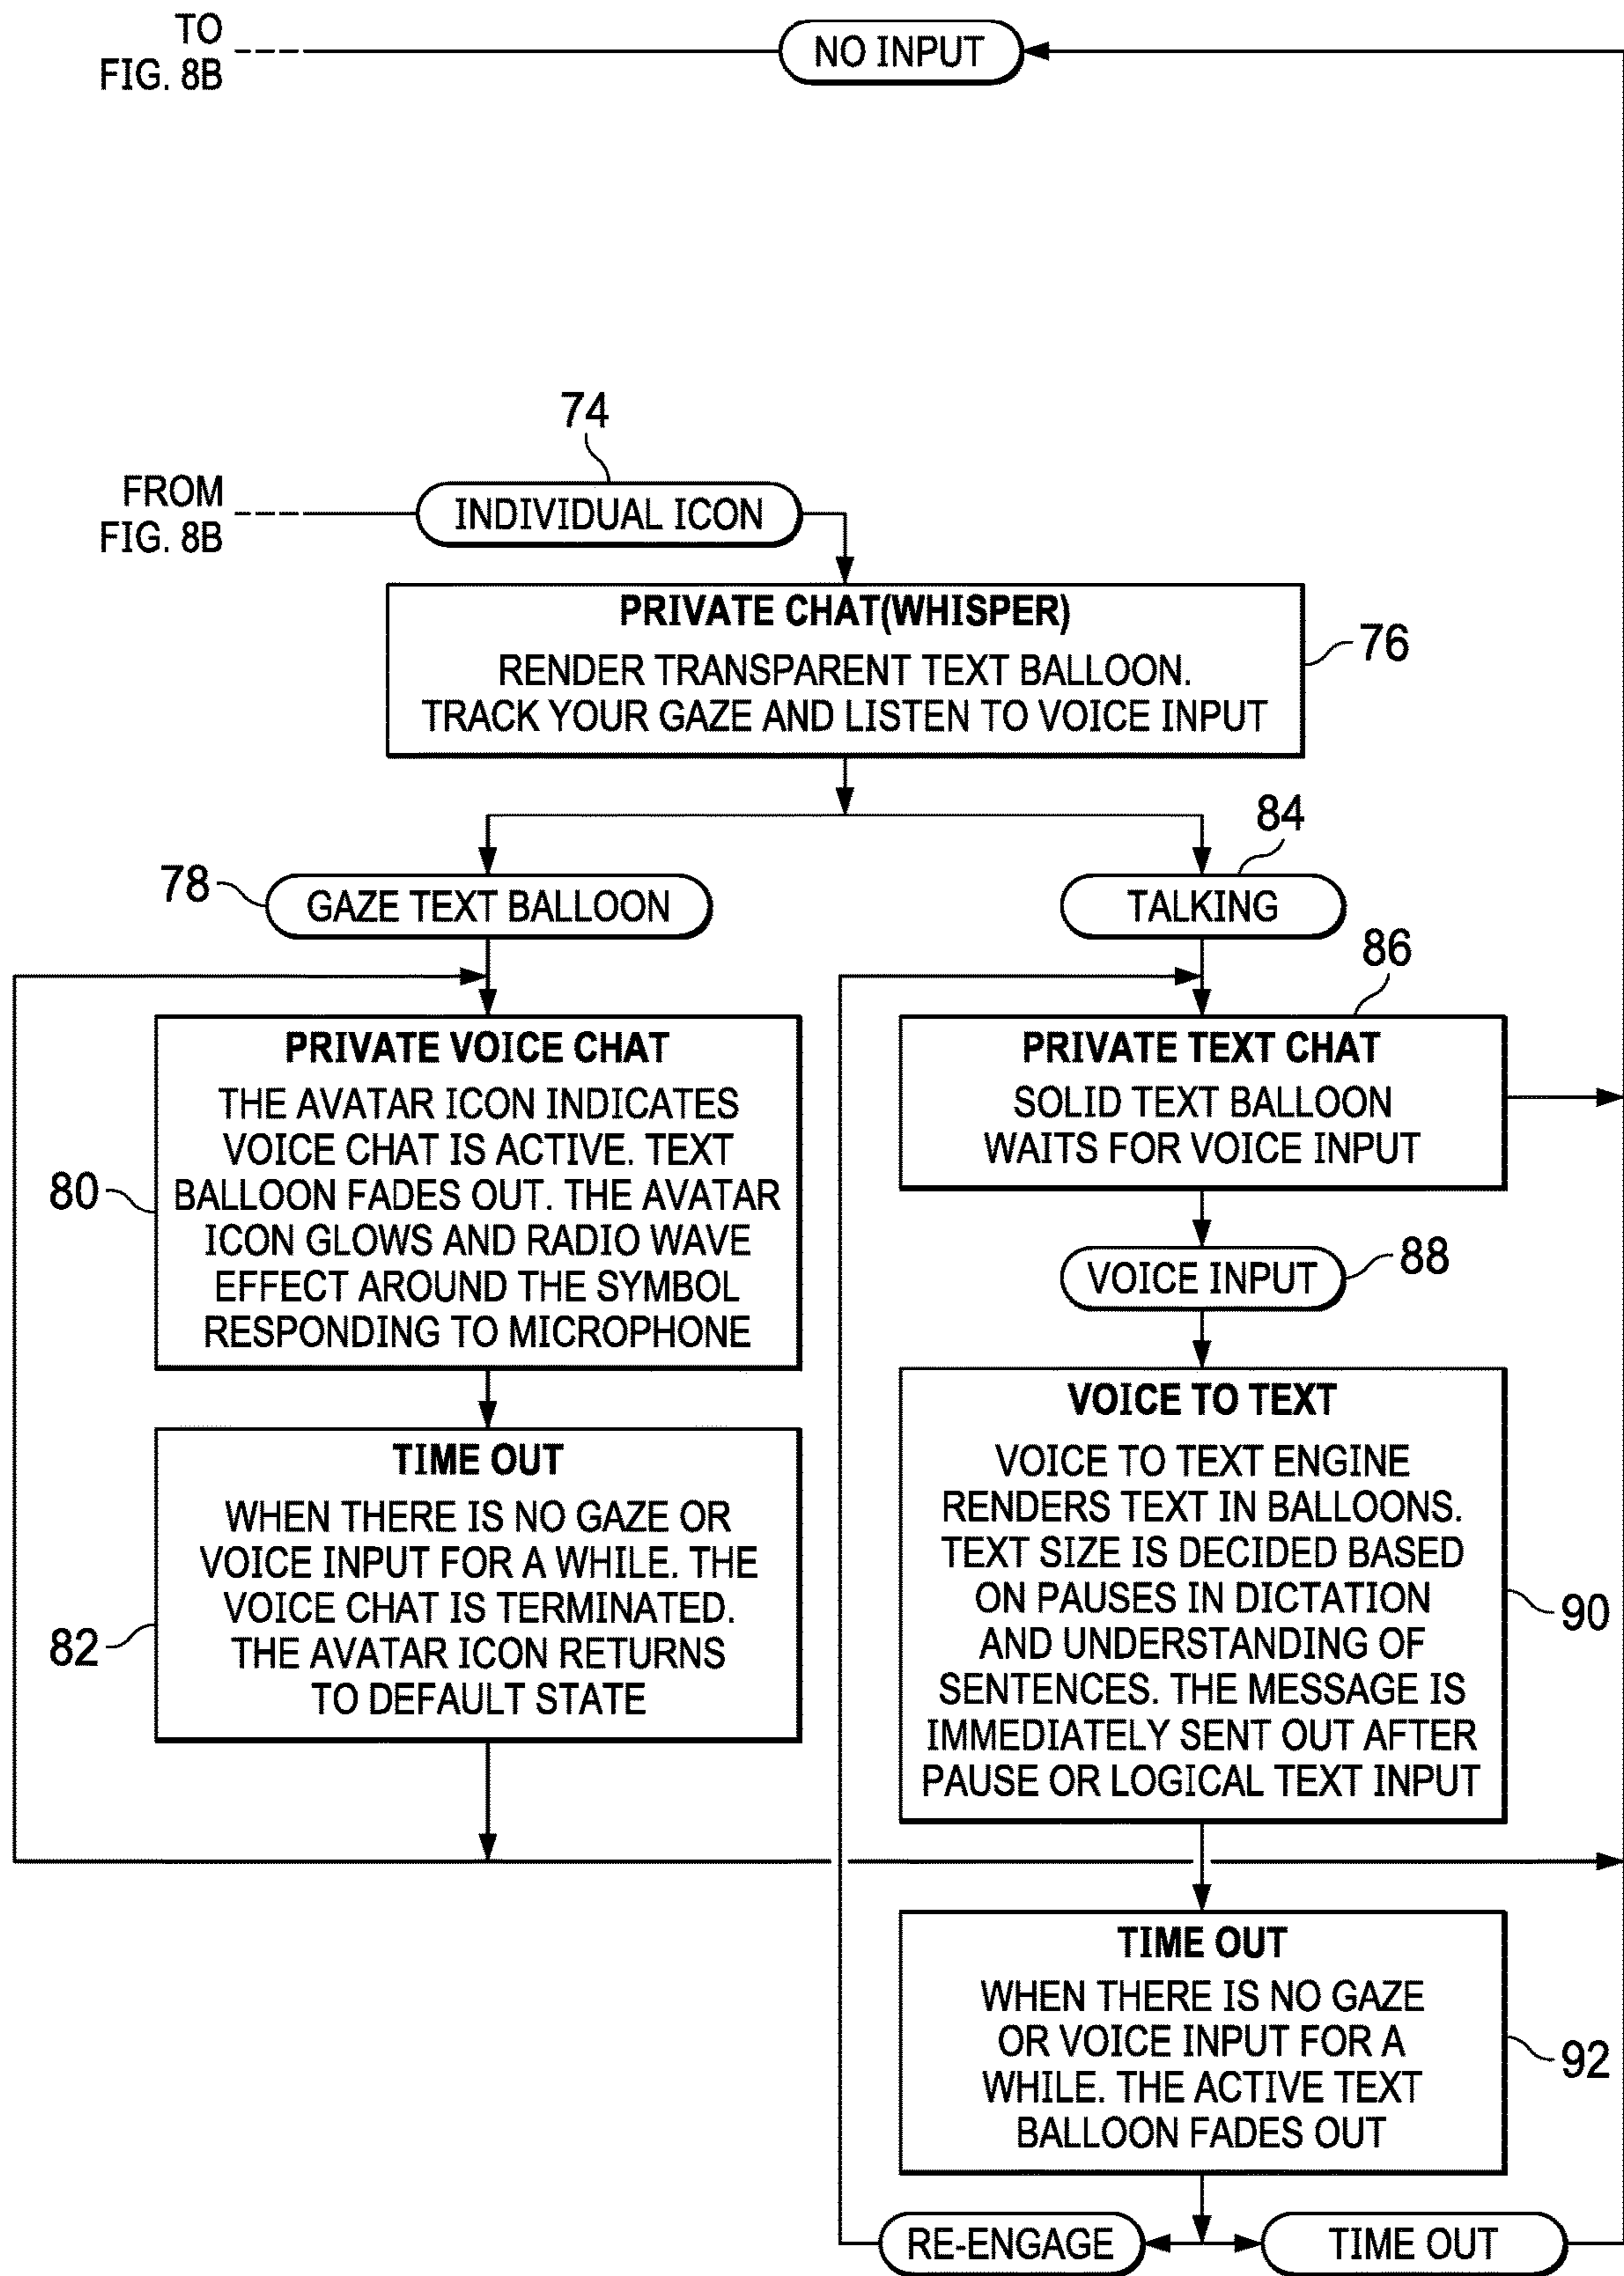 TO
FIG. 8B
NO INPUT
74
FROM
FIG. 8B
INDIVIDUAL ICON
PRIVATE CHAT(WHISPER)
RENDER TRANSPARENT TEXT BALLOON.
TRACK YOUR GAZE AND LISTEN TO VOICE INPUT
76
78
GAZE TEXT BALLOON
84
TALKING
PRIVATE VOICE CHAT
THE AVATAR ICON INDICATES
VOICE CHAT IS ACTIVE. TEXT
BALLOON FADES OUT. THE AVATAR
ICON GLOWS AND RADIO WAVE
EFFECT AROUND THE SYMBOL
RESPONDING TO MICROPHONE
80
86
PRIVATE TEXT CHAT
SOLID TEXT BALLOON
WAITS FOR VOICE INPUT
VOICE INPUT
88
TIME OUT
WHEN THERE IS NO GAZE OR
VOICE INPUT FOR A WHILE. THE
VOICE CHAT IS TERMINATED.
THE AVATAR ICON RETURNS
TO DEFAULT STATE
82
VOICE TO TEXT
VOICE TO TEXT ENGINE
RENDERS TEXT IN BALLOONS.
TEXT SIZE IS DECIDED BASED
ON PAUSES IN DICTATION
AND UNDERSTANDING OF
SENTENCES. THE MESSAGE IS
IMMEDIATELY SENT OUT AFTER
PAUSE OR LOGICAL TEXT INPUT
90
TIME OUT
WHEN THERE IS NO GAZE
OR VOICE INPUT FOR A
WHILE. THE ACTIVE TEXT
BALLOON FADES OUT
92
RE-ENGAGE
TIME OUT